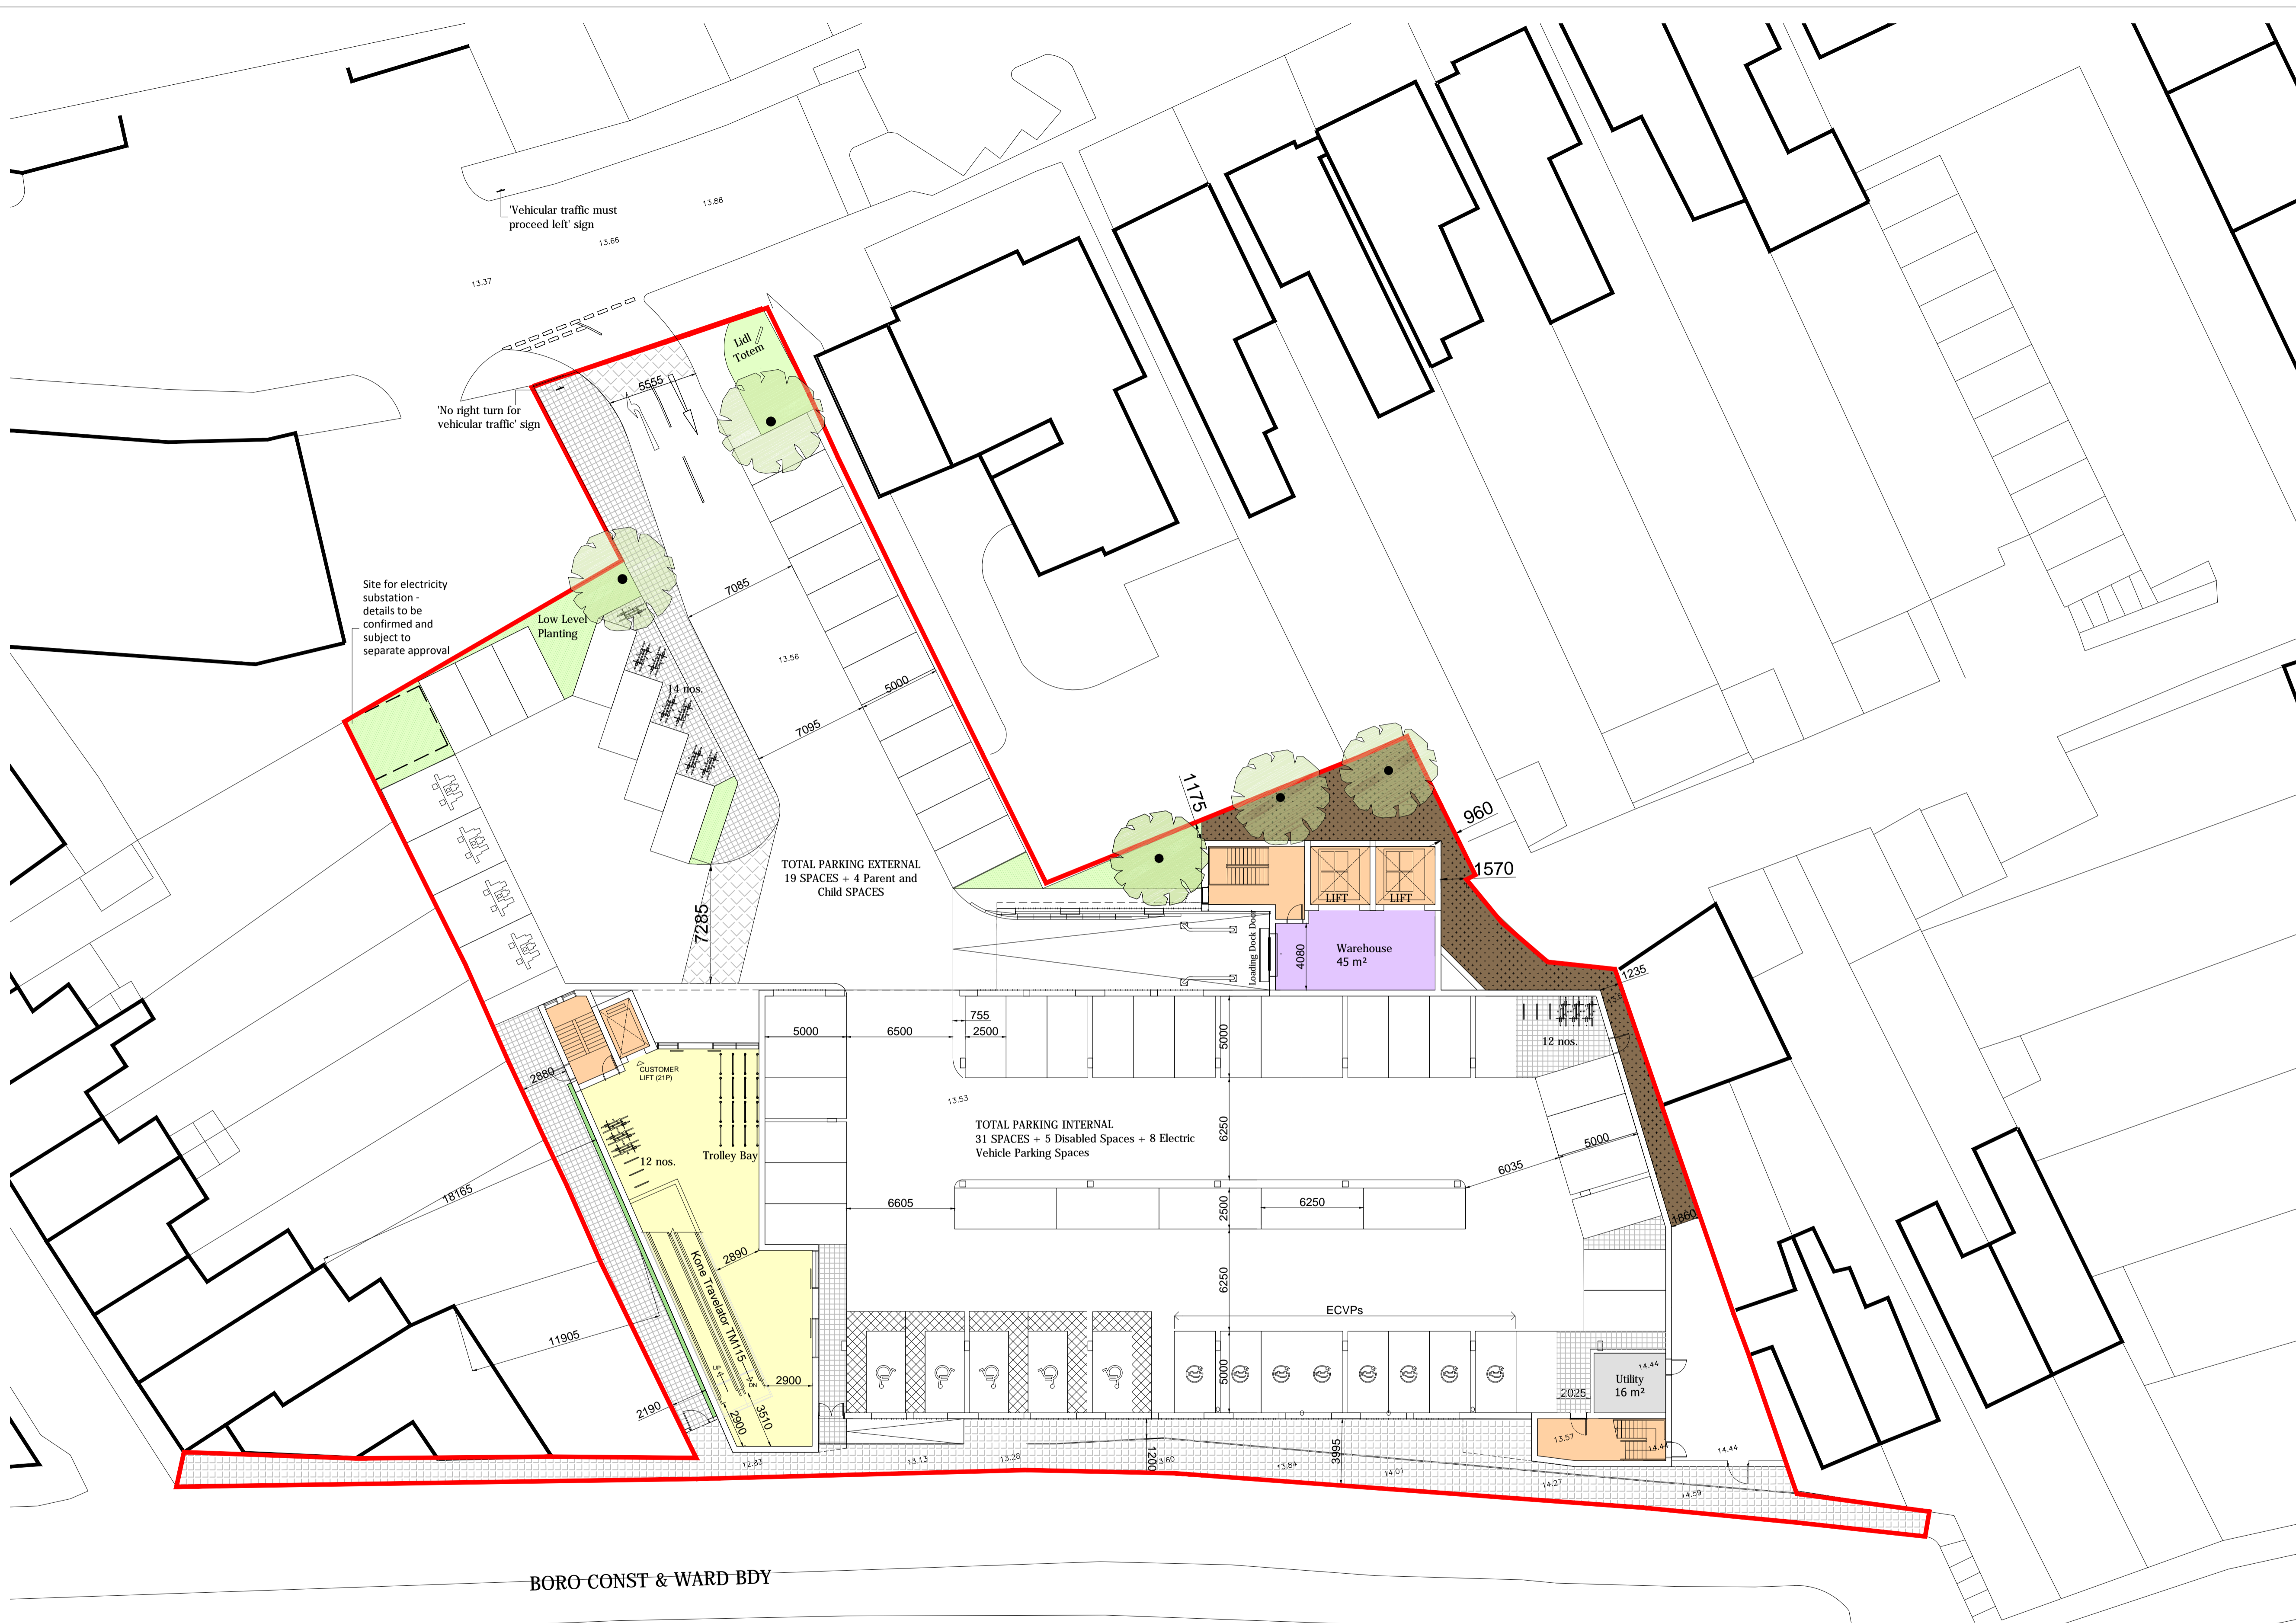 'Vehicular traffic must
proceed left' sign
13.88
13.66
13.37
Lidl
Totem
5555
'No right turn for
vehicular traffic' sign
Site for electricity
substation -
details to be
confirmed and
subject to
separate approval
Low Level
Planting
7085
13.56
14 nos.
5000
7095
1175
960
1570
TOTAL PARKING EXTERNAL
19 SPACES + 4 Parent and
Child SPACES
7285
LIFT
LIFT
Loading Dock Door
4080
Warehouse
45 m²
1235
755
5000
6500
2500
5000
12 nos.
2880
CUSTOMER
LIFT (21P)
13.53
TOTAL PARKING INTERNAL
31 SPACES + 5 Disabled Spaces + 8 Electric
Vehicle Parking Spaces
6250
5000
6035
12 nos.
Trolley Bay
18165
6605
2500
6250
1860
2890
Kone Travelator TM115
6250
ECVPs
11905
UP
DN
2900
5000
14.44
Utility
16 m²
2025
2190
2900
3510
13.57
14.44
14.44
12.83
13.13
13.28
1200
13.60
13.84
3995
14.01
14.27
14.59
BORO CONST & WARD BDY